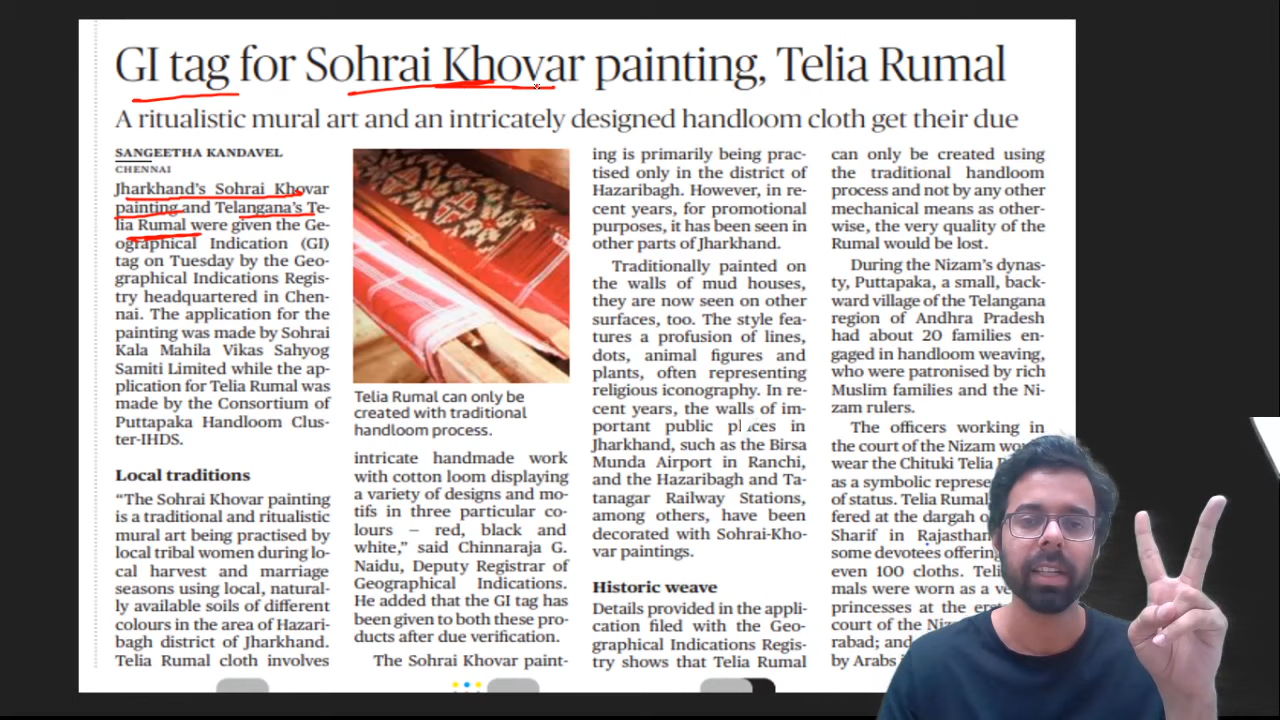 GI tag for Sohrai Khovar painting, Telia Rumal
A ritualistic mural art and an intricately designed handloom cloth get their due
SANGEETHA KANDAVEL
CHENNAI
Jharkhand's Sohrai Khovar
painting and Telangana's Te-
lia Rumal were given the Ge-
ographical Indication (GI)
tag on Tuesday by the Geo-
graphical Indications Regis-
try headquartered in Chen-
nai. The application for the
painting was made by Sohrai
Kala Mahila Vikas Sahyog
Samiti Limited while the ap-
plication for Telia Rumal was
made by the Consortium of
Puttapaka Handloom Clus-
ter-IHDS.
Local traditions
“The Sohrai Khovar painting
is a traditional and ritualistic
mural art being practised by
local tribal women during lo-
cal harvest and marriage
seasons using local, natural-
ly available soils of different
colours in the area of Hazari-
bagh district of Jharkhand.
Telia Rumal cloth involves
Telia Rumal can only be
created with traditional
handloom process.
intricate handmade work
with cotton loom displaying
a variety of designs and mo-
tifs in three particular co-
lours – red, black and
white,” said Chinnaraja G.
Naidu, Deputy Registrar of
Geographical Indications.
He added that the GI tag has
been given to both these pro-
ducts after due verification.
The Sohrai Khovar paint-
ing is primarily being prac-
tised only in the district of
Hazaribagh. However, in re-
cent years, for promotional
purposes, it has been seen in
other parts of Jharkhand.
Traditionally painted on
the walls of mud houses,
they are now seen on other
surfaces, too. The style fea-
tures a profusion of lines,
dots, animal figures and
plants, often representing
religious iconography. In re-
cent years, the walls of im-
portant public places in
Jharkhand, such as the Birsa
Munda Airport in Ranchi,
and the Hazaribagh and Ta-
tanagar Railway Stations,
among others, have been
decorated with Sohrai-Kho-
var paintings.
Historic weave
Details provided in the appli-
cation filed with the Geo-
graphical Indications Regis-
try shows that Telia Rumal
can only be created using
the traditional handloom
process and not by any other
mechanical means as other-
wise, the very quality of the
Rumal would be lost.
During the Nizam's dynas-
ty, Puttapaka, a small, back-
ward village of the Telangana
region of Andhra Pradesh
had about 20 families en-
gaged in handloom weaving,
who were patronised by rich
Muslim families and the Ni-
zam rulers.
The officers working in
the court of the Nizam
wear the Chituki Telia
as a symbolic
of status. Telia Rumal
fered at the dargah
Sharif in Rajasthan
some devotees offering
even 100 cloths.
mals were worn as a
princesses at the
court of the
rabad; and
by Arabs